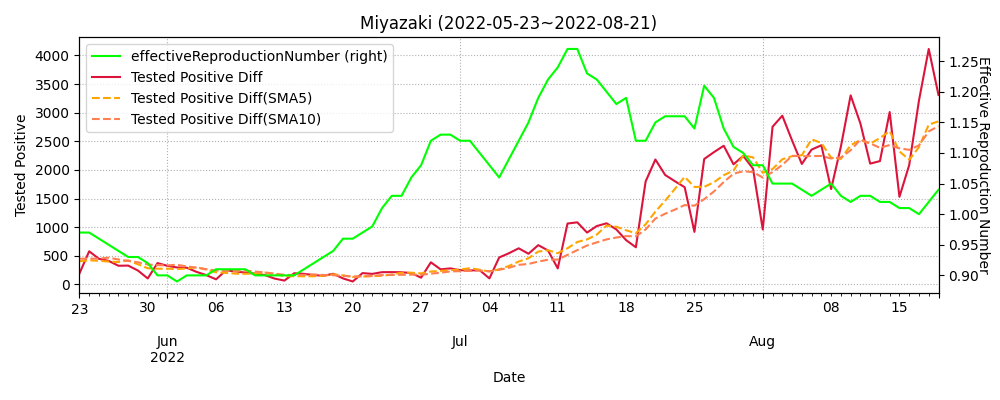 Miyazaki (2022-05-23~2022-08-21)
effectiveReproductionNumber (right)
Tested Positive Diff
Tested Positive Diff(SMA5)
Tested Positive Diff(SMA10)
Tested Positive
4000
3500
3000
2500
2000
1500
1000
500
0
1.25
1.20
1.15
1.10
1.05
1.00
0.95
0.90
Effective Reproduction Number
23 30 06 13 20 27 04 11 18 25 08 15
Jun Jul Aug
2022
Date